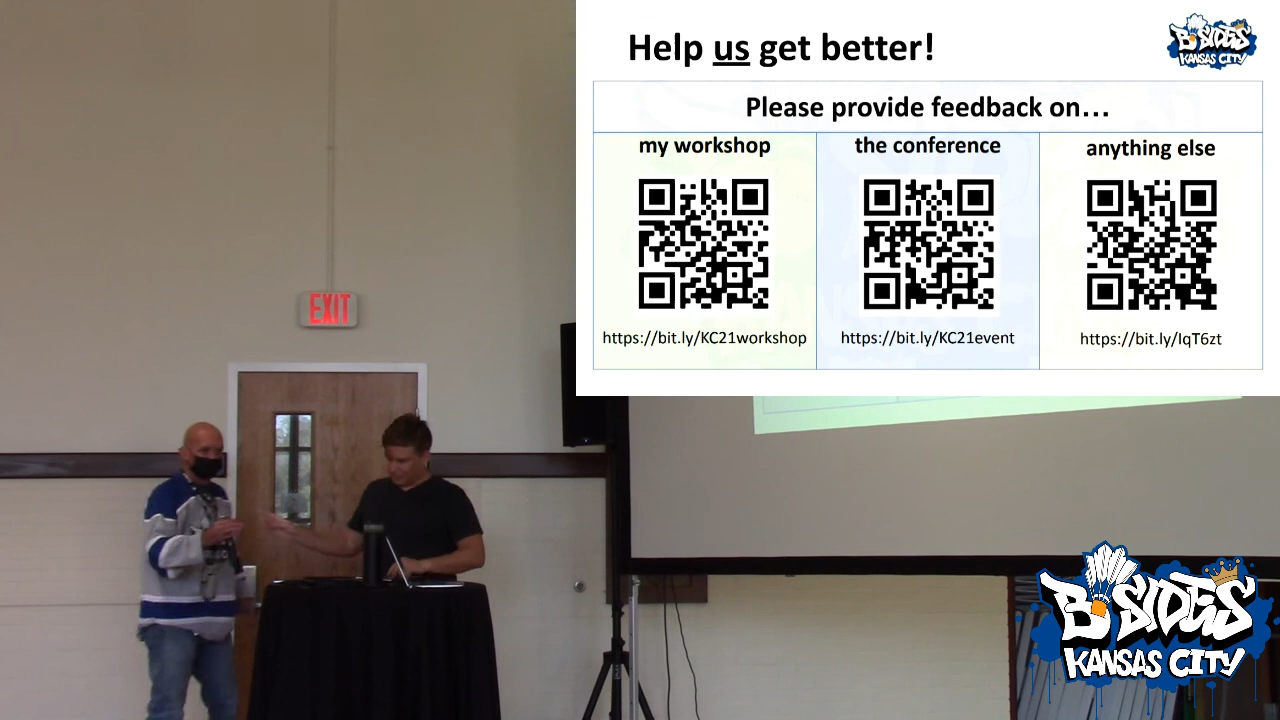 Help us get better!
B-SIDES
KANSAS CITY
Please provide feedback on...
my workshop
the conference
anything else
https://bit.ly/KC21workshop
https://bit.ly/KC21event
https://bit.ly/IqT6zt
EXIT
B-SIDES
KANSAS CITY